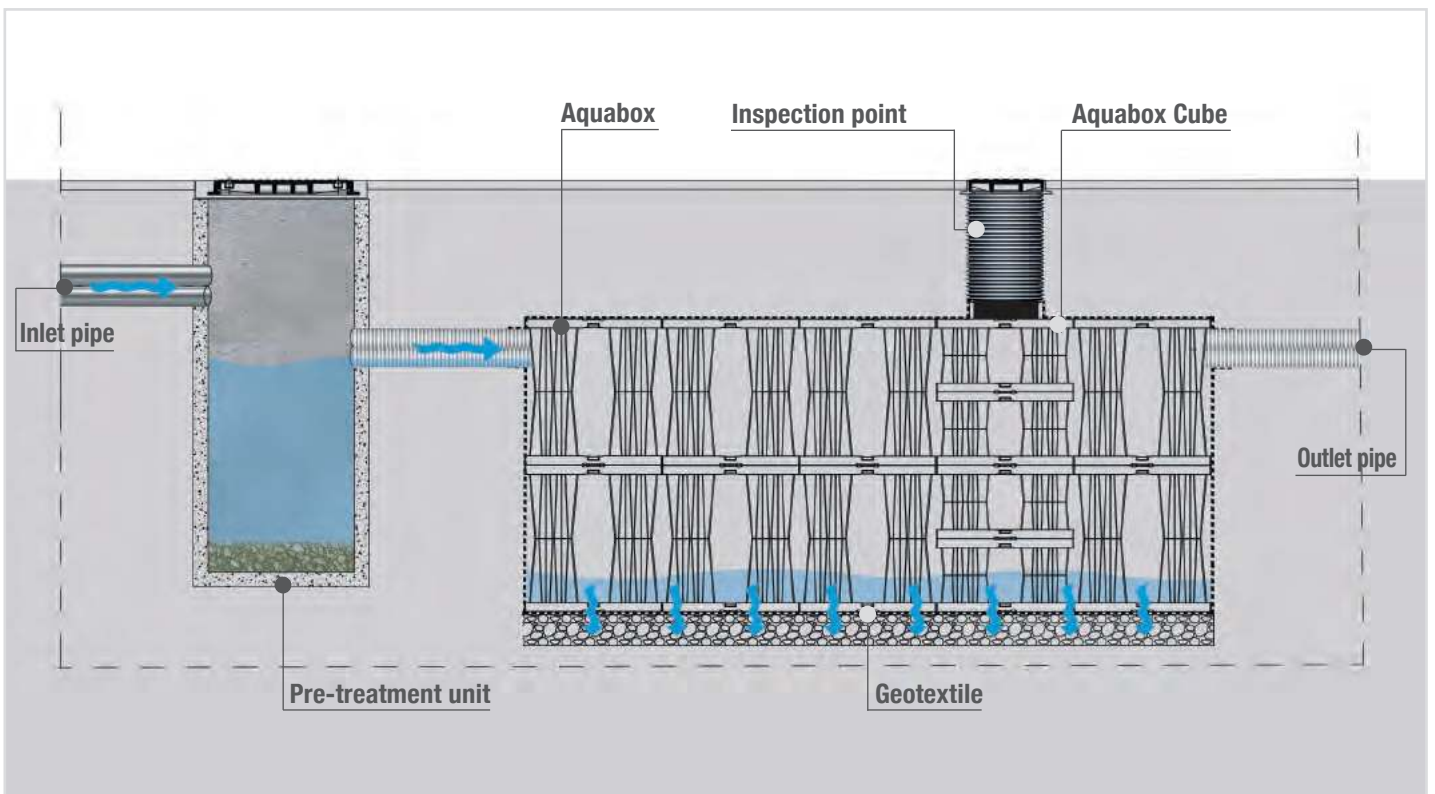 Aquabox
Inspection point
Aquabox Cube
Inlet pipe
Outlet pipe
Pre-treatment unit
Geotextile